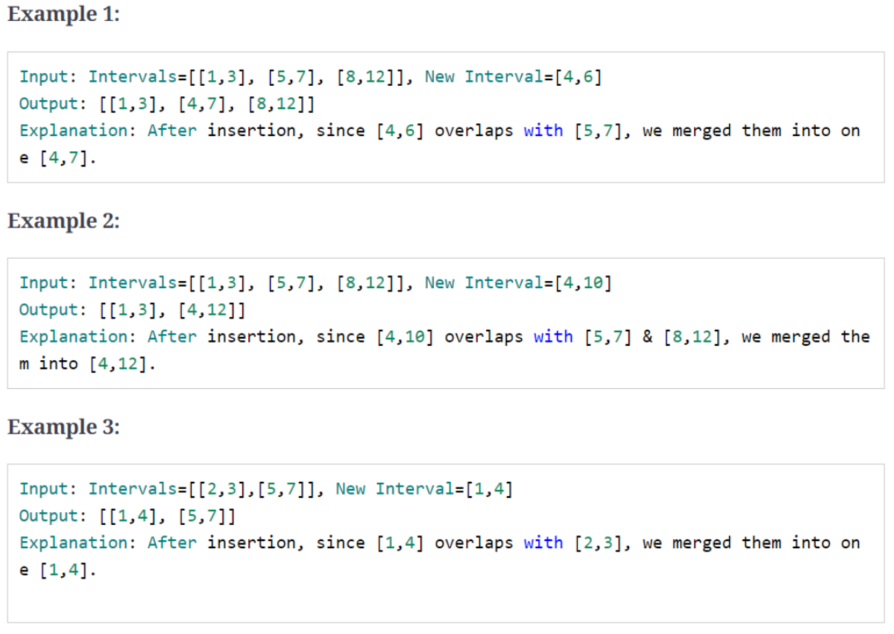 Example 1:
Input: Intervals=[[1,3], [5,7], [8,12]], New Interval=[4,6]
Output: [[1,3], [4,7], [8,12]]
Explanation: After insertion, since [4,6] overlaps with [5,7], we merged them into on
e [4,7].
Example 2:
Input: Intervals=[[1,3], [5,7], [8,12]], New Interval=[4,10]
Output: [[1,3], [4,12]]
Explanation: After insertion, since [4,10] overlaps with [5,7] & [8,12], we merged the
m into [4,12].
Example 3:
Input: Intervals=[[2,3],[5,7]], New Interval=[1,4]
Output: [[1,4], [5,7]]
Explanation: After insertion, since [1,4] overlaps with [2,3], we merged them into on
e [1,4].